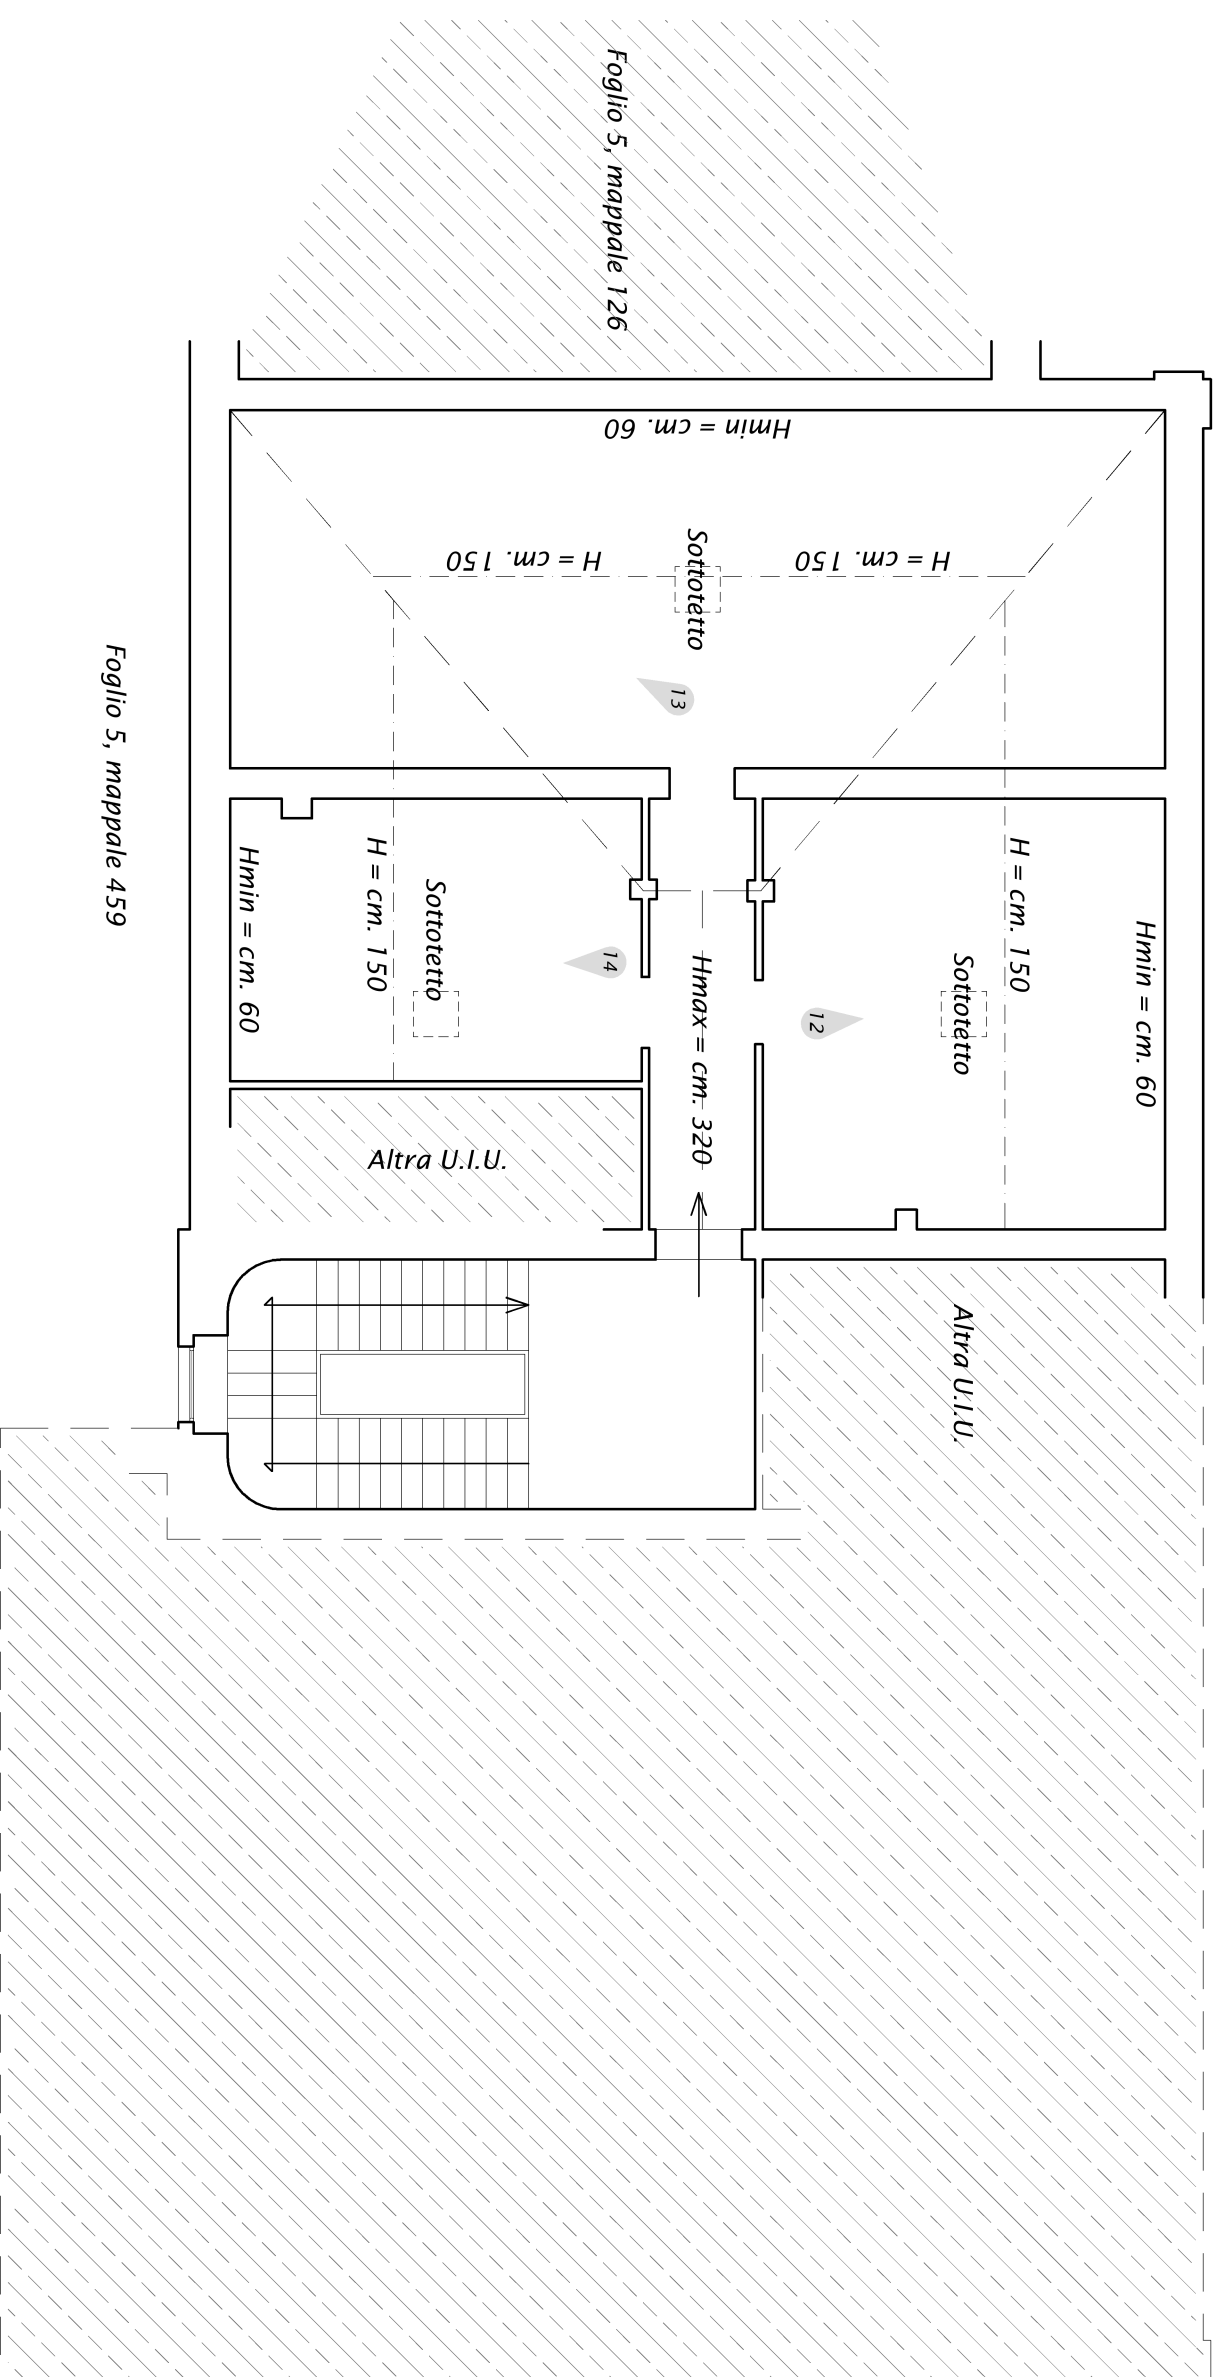 Foglio 5, mappale 126
Hmin = cm. 60
H = cm. 150
H = cm. 150
Sottotetto
13
Foglio 5, mappale 459
Hmin = cm. 60
H = cm. 150
Sottotetto
14
Hmax = cm. 320
12
Sottotetto
H = cm. 150
Hmin = cm. 60
Altra U.I.U.
Altra U.I.U.